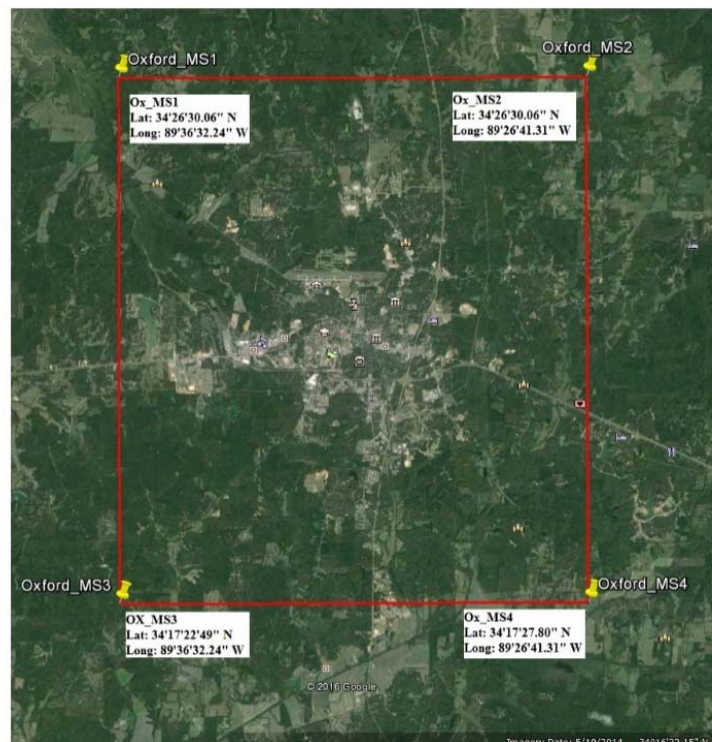 Oxford_MS1
Oxford_MS2
Ox_MS1
Lat: 34'26'30.06" N
Long: 89'36'32.24" W
Ox_MS2
Lat: 34'26'30.06" N
Long: 89'26'41.31" W
Oxford_MS3
Oxford_MS4
Ox_MS3
Lat: 34'17'22'49" N
Long: 89'36'32.24" W
Ox_MS4
Lat: 34'17'27.80" N
Long: 89'26'41.31" W
© 2016 Google